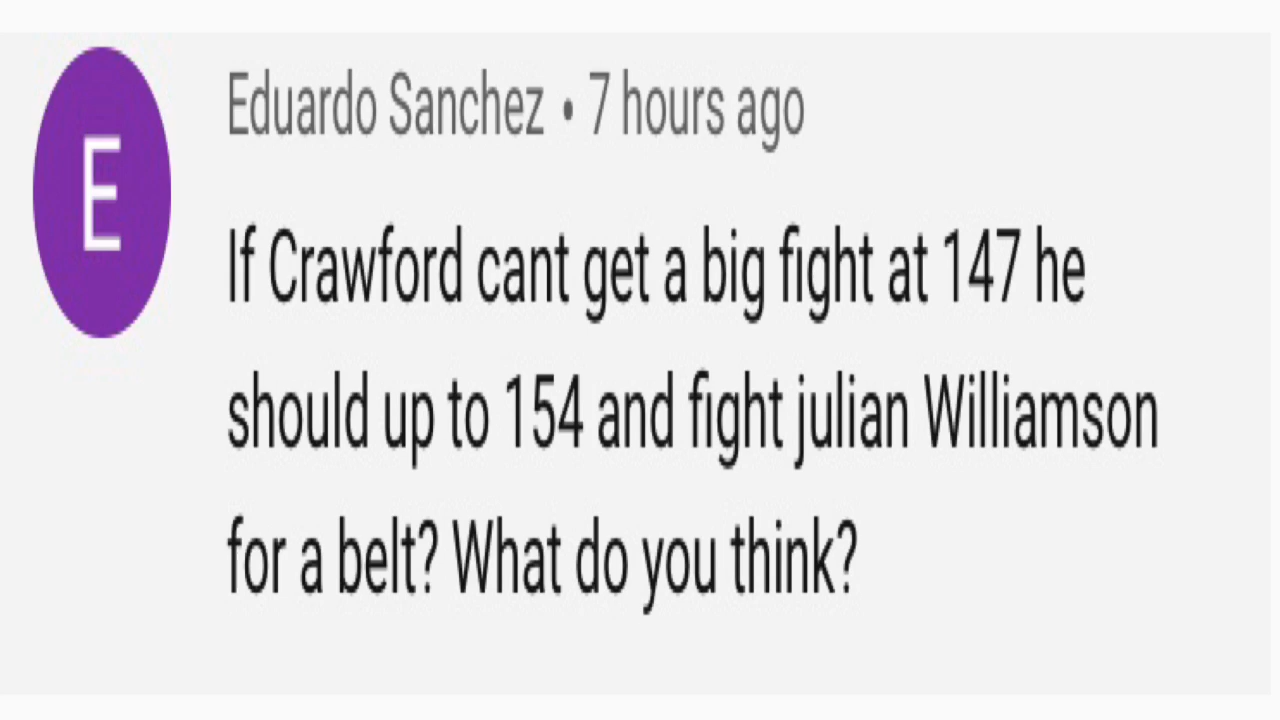 E
Eduardo Sanchez • 7 hours ago
If Crawford cant get a big fight at 147 he
should up to 154 and fight julian Williamson
for a belt? What do you think?